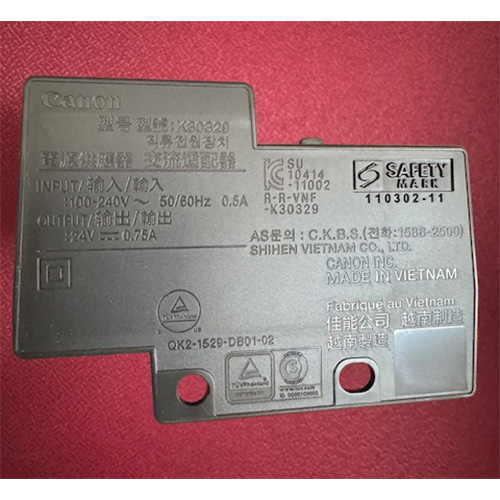 Canon
型号 型號:K30329
직류전원장치
電源供應器 交流适配器
INPUT/输入/輸入
:100-240V~ 50/60Hz 0.5A
OUTPUT/输出/輸出
:24V⎓0.75A
SU
10414
-11002
R-R-VNF
-K30329
SAFETY
MARK
110302-11
AS문의 : C.K.B.S.(전화:1588-2500)
SHIHEN VIETNAM CO., LTD.
CANON INC.
MADE IN VIETNAM
Fabriqué au Vietnam
佳能公司 越南制造
越南製造
QK2-1529-DB01-02
TÜVRheinland
www.tuv.com